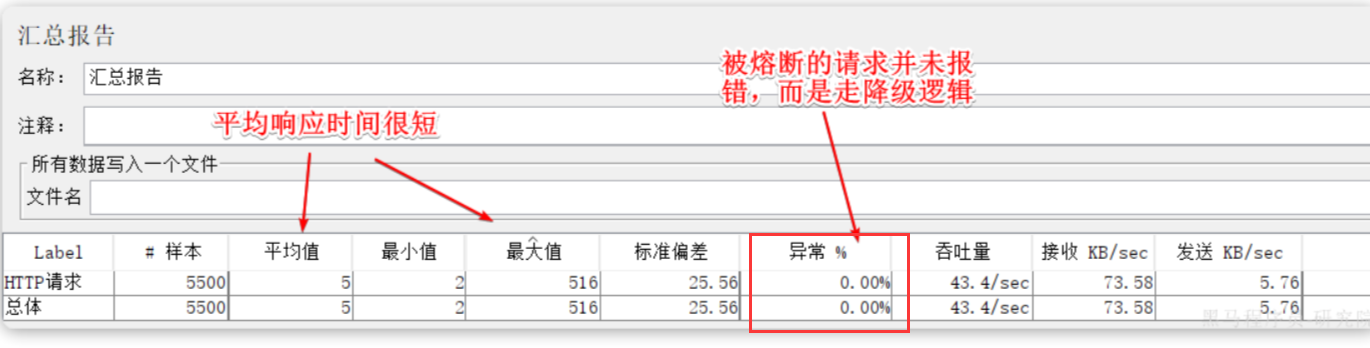 汇总报告
被熔断的请求并未报
错，而是走降级逻辑
名称： 汇总报告
注释： 平均响应时间很短
所有数据写入一个文件
文件名
Label # 样本 平均值 最小值 最大值 标准偏差 异常 % 吞吐量 接收 KB/sec 发送 KB/sec
HTTP请求 5500 5 2 516 25.56 0.00% 43.4/sec 73.58 5.76
总体 5500 5 2 516 25.56 0.00% 43.4/sec 73.58 5.76
黑马程序员 研究院